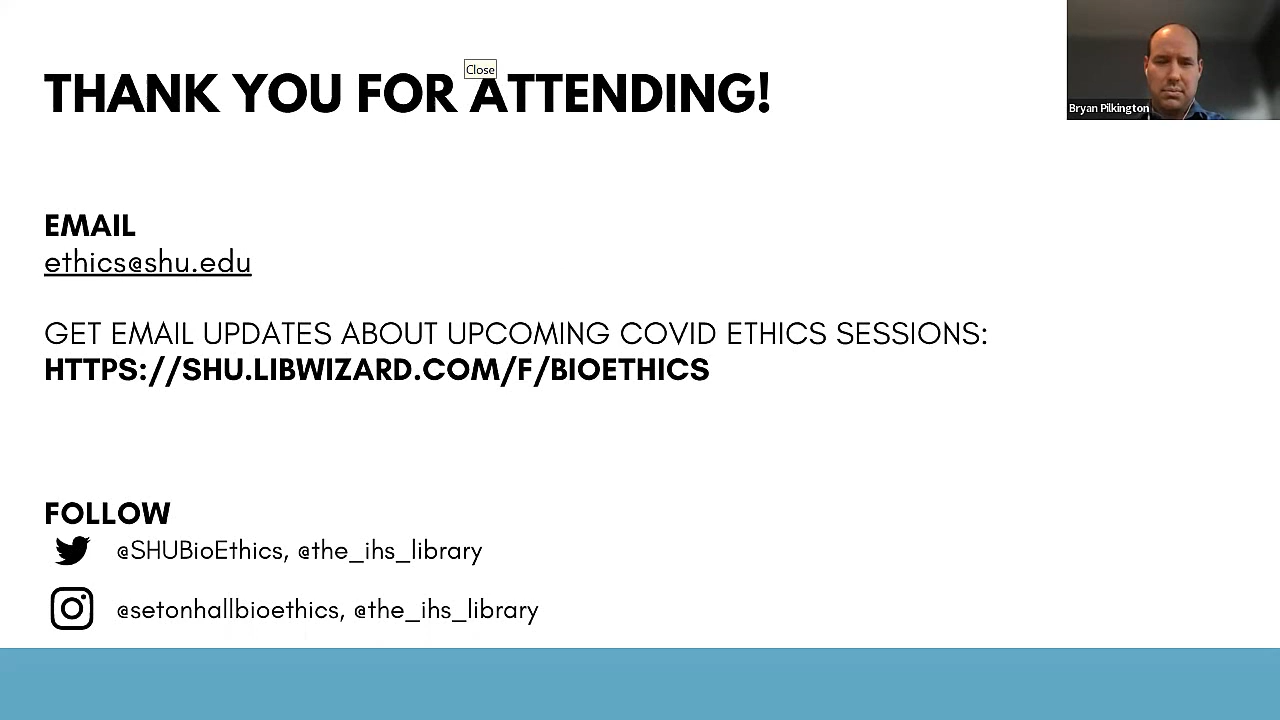 THANK YOU FOR ATTENDING!
Close
Bryan Pilkington
EMAIL
ethics@shu.edu
GET EMAIL UPDATES ABOUT UPCOMING COVID ETHICS SESSIONS:
HTTPS://SHU.LIBWIZARD.COM/F/BIOETHICS
FOLLOW
@SHUBioEthics, @the_ihs_library
@setonhallbioethics, @the_ihs_library